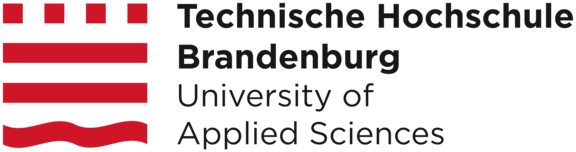 Technische Hochschule
Brandenburg
University of
Applied Sciences